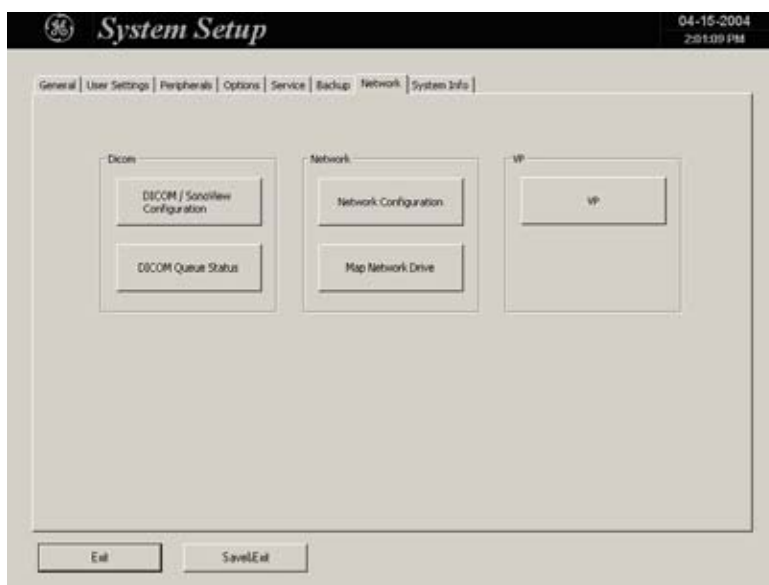 System Setup
04-15-2004
2:01:09 PM
General
User Settings
Peripherals
Options
Service
Backup
Network
System Info
Dicom
Network
VP
DICOM / SonoView
Configuration
Network Configuration
VP
DICOM Queue Status
Map Network Drive
Exit
Save&Exit